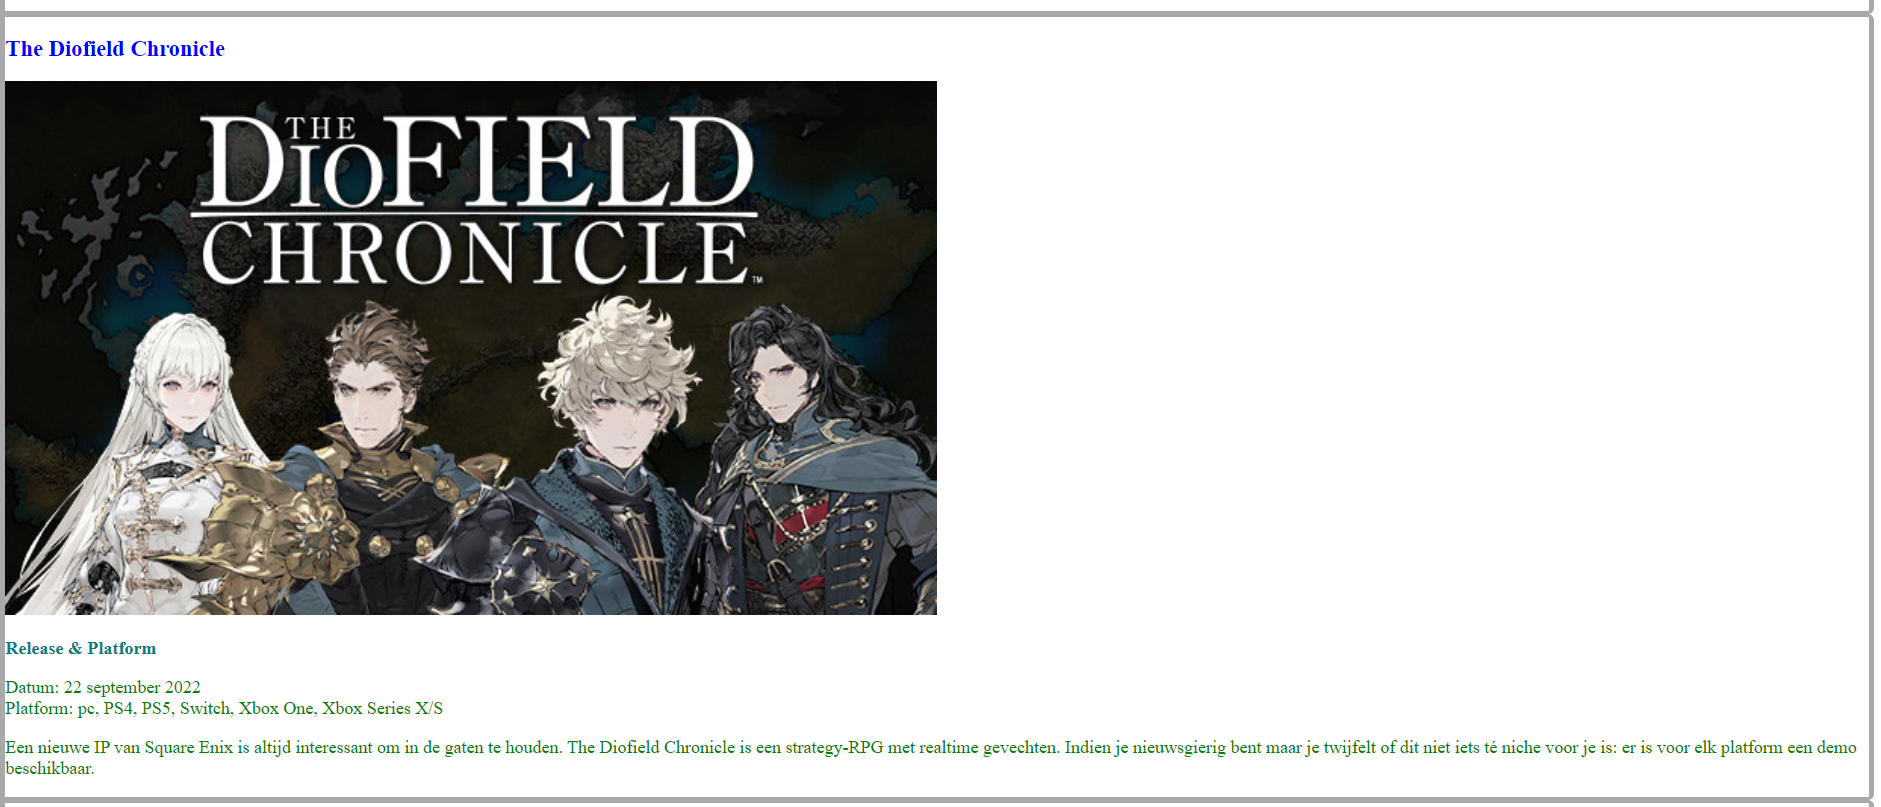 The Diofield Chronicle
THE
DIOFIELD
CHRONICLE™
Release & Platform
Datum: 22 september 2022
Platform: pc, PS4, PS5, Switch, Xbox One, Xbox Series X/S
Een nieuwe IP van Square Enix is altijd interessant om in de gaten te houden. The Diofield Chronicle is een strategy-RPG met realtime gevechten. Indien je nieuwsgierig bent maar je twijfelt of dit niet iets té niche voor je is: er is voor elk platform een demo
beschikbaar.